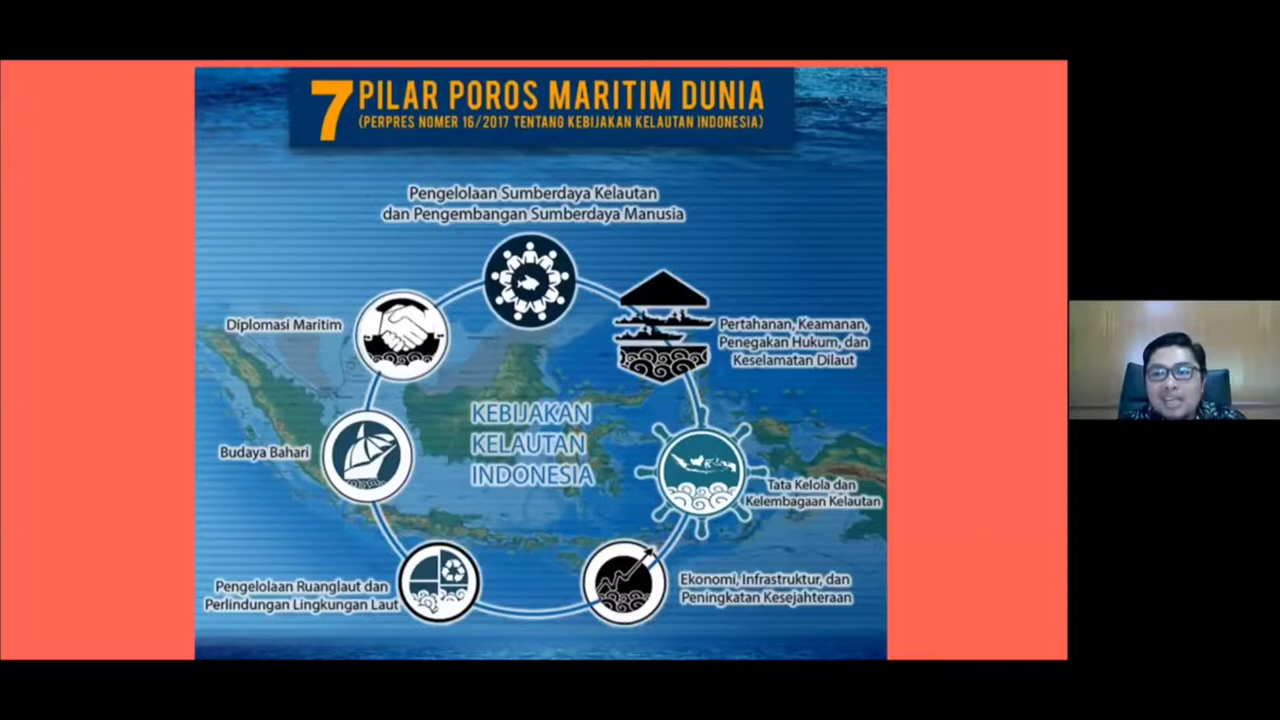 7 PILAR POROS MARITIM DUNIA
(PERPRES NOMER 16/2017 TENTANG KEBIJAKAN KELAUTAN INDONESIA)
Pengelolaan Sumberdaya Kelautan
dan Pengembangan Sumberdaya Manusia
Diplomasi Maritim
Pertahanan, Keamanan,
Penegakan Hukum, dan
Keselamatan Dilaut
KEBIJAKAN
KELAUTAN
INDONESIA
Budaya Bahari
Tata Kelola dan
Kelembagaan Kelautan
Pengelolaan Ruanglaut dan
Perlindungan Lingkungan Laut
Ekonomi, Infrastruktur, dan
Peningkatan Kesejahteraan